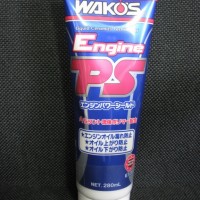 WAKO'S
Engine
PS
エンジンパワーシールド
★エンジンオイル漏れ防止
★オイル上がり防止
★オイル下がり防止
NET. 280mL